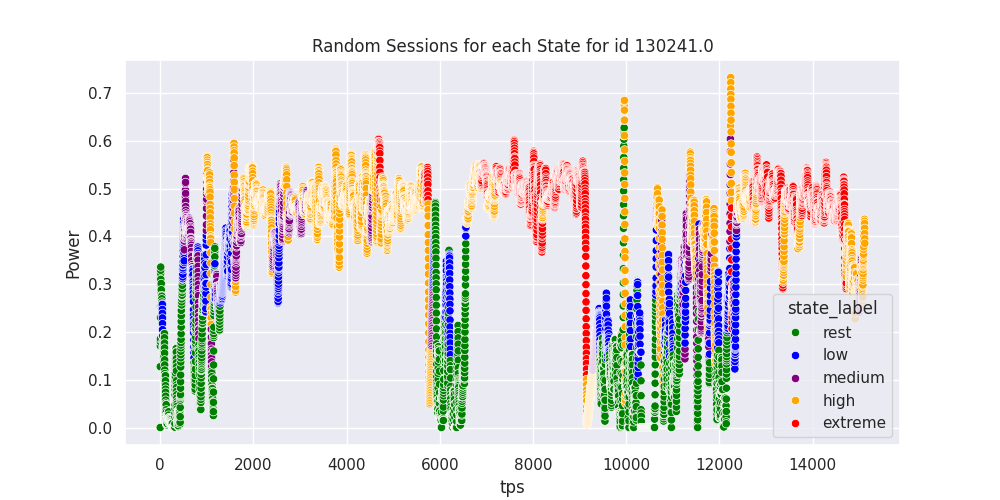 Random Sessions for each State for id 130241.0
Power
0.7
0.6
0.5
0.4
0.3
0.2
0.1
0.0
state_label
rest
low
medium
high
extreme
0 2000 4000 6000 8000 10000 12000 14000
tps